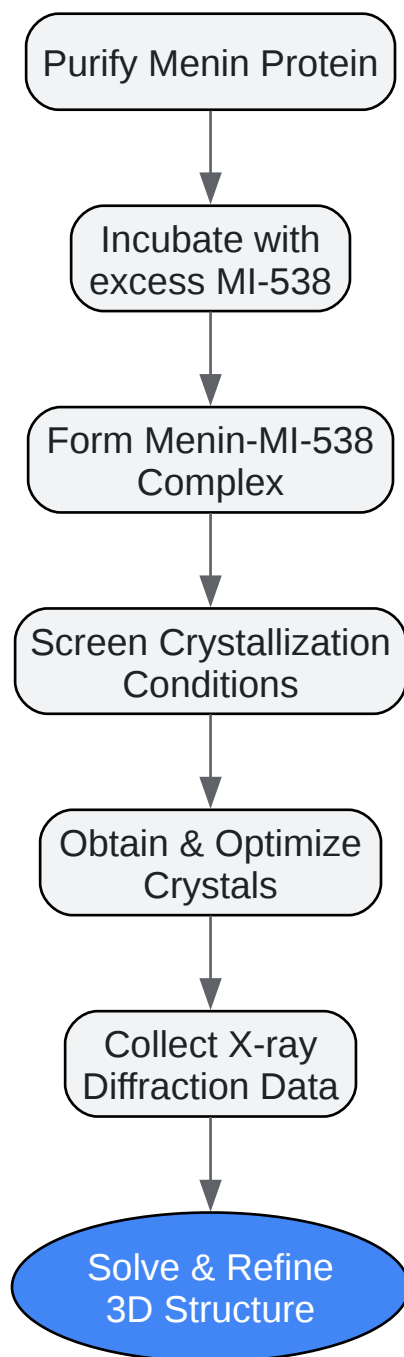 Purify Menin Protein
Incubate with
excess MI-538
Form Menin-MI-538
Complex
Screen Crystallization
Conditions
Obtain & Optimize
Crystals
Collect X-ray
Diffraction Data
Solve & Refine
3D Structure